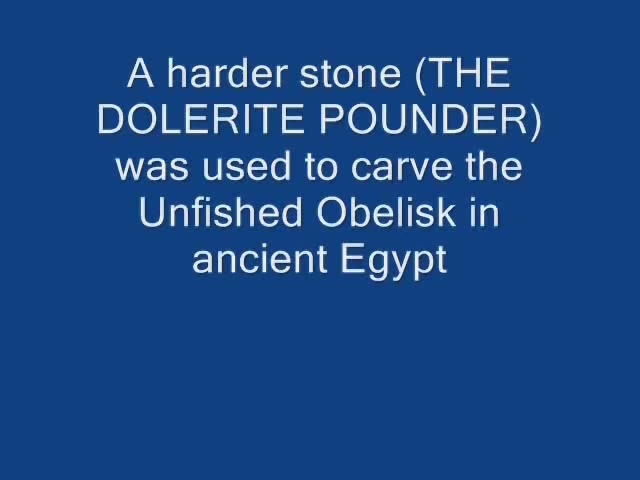 A harder stone (THE
DOLERITE POUNDER)
was used to carve the
Unfished Obelisk in
ancient Egypt